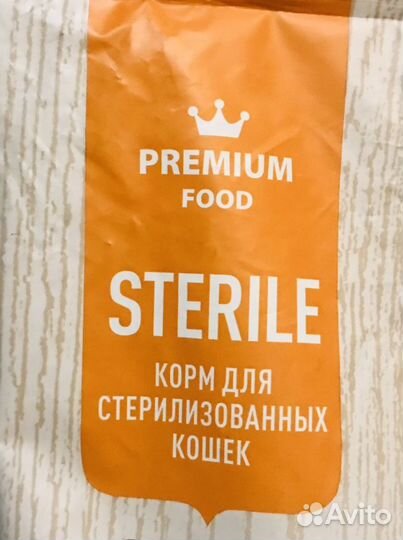 PREMIUM
FOOD
STERILE
КОРМ ДЛЯ
СТЕРИЛИЗОВАННЫХ
КОШЕК
Avito